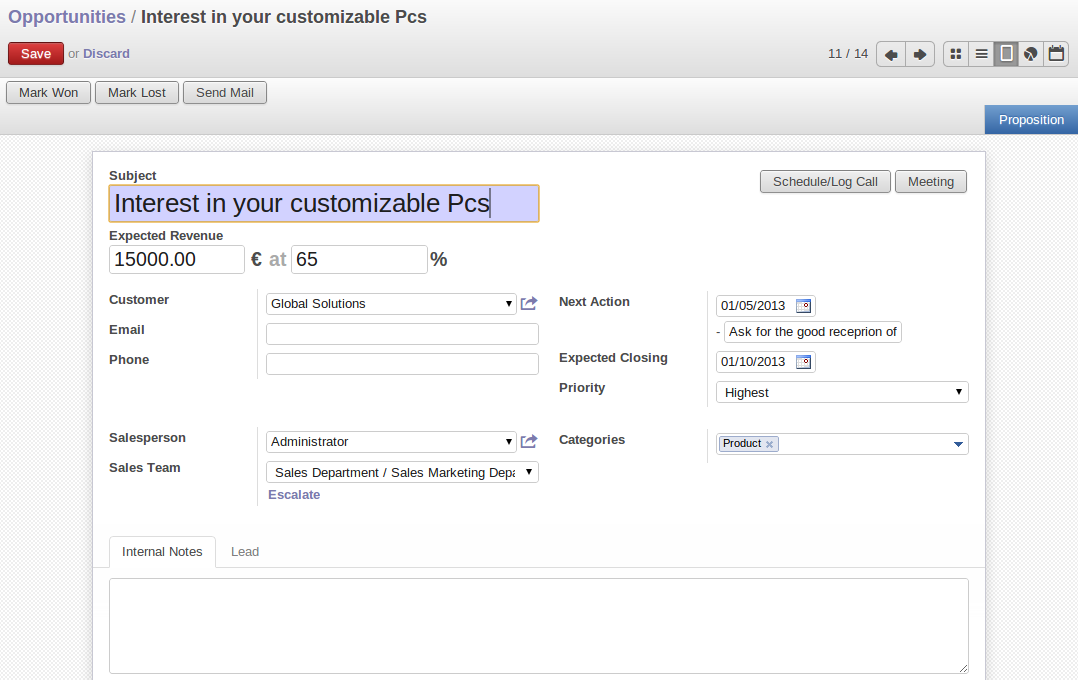 Opportunities / Interest in your customizable Pcs
Save or Discard
11 / 14
Mark Won Mark Lost Send Mail
Proposition
Subject
Interest in your customizable Pcs
Schedule/Log Call Meeting
Expected Revenue
15000.00 € at 65 %
Customer Global Solutions
Email
Phone
Next Action 01/05/2013
- Ask for the good receprion of
Expected Closing 01/10/2013
Priority Highest
Salesperson Administrator
Sales Team Sales Department / Sales Marketing Depa
Escalate
Categories Product x
Internal Notes Lead